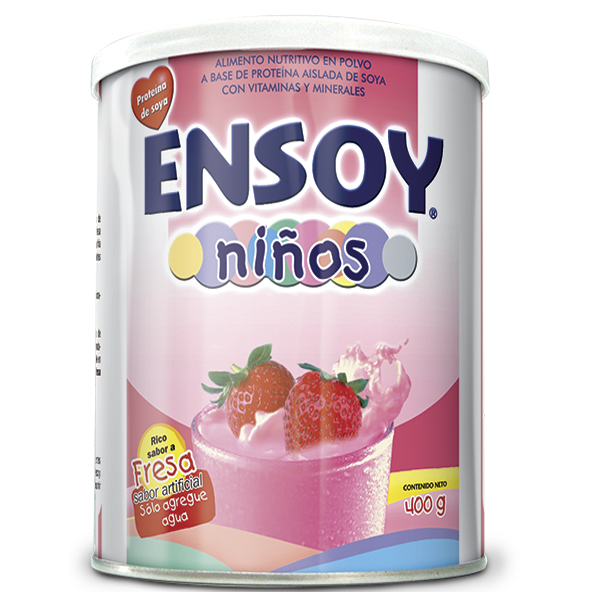 ALIMENTO NUTRITIVO EN POLVO
A BASE DE PROTEÍNA AISLADA DE SOYA
CON VITAMINAS Y MINERALES
Proteína
de soya
ENSOY®
niños
Rico
sabor a
Fresa
sabor artificial
Sólo agregue
agua
CONTENIDO NETO
400 g